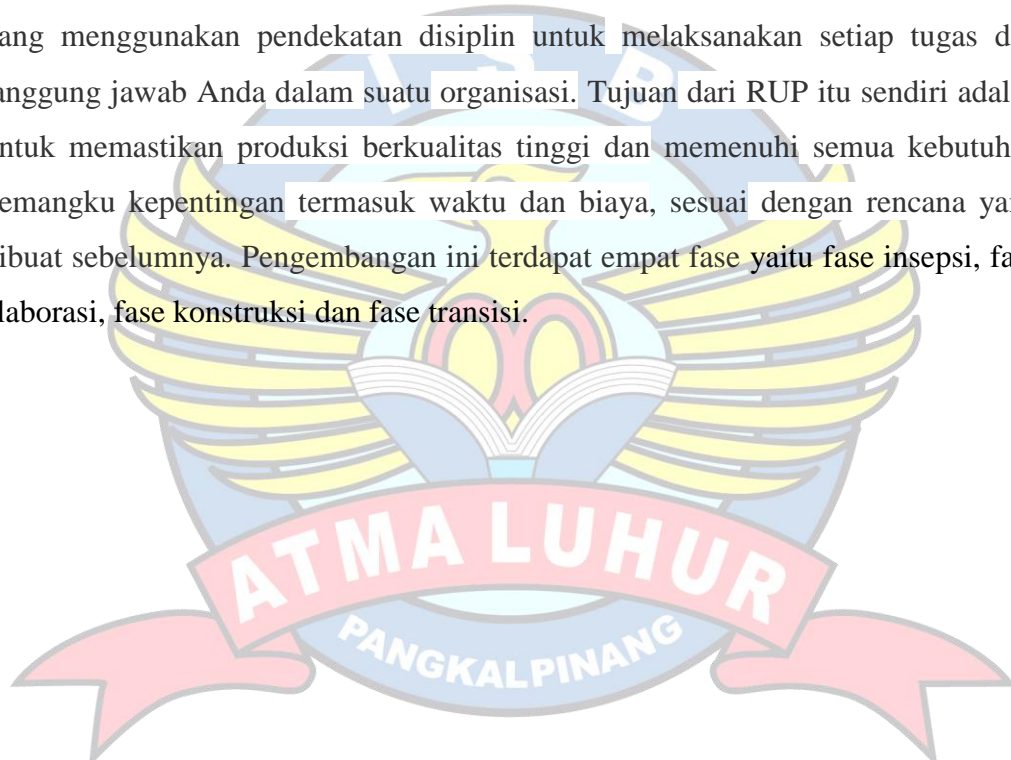 ang menggunakan pendekatan disiplin untuk melaksanakan setiap tugas d
anggung jawab Anda dalam suatu organisasi. Tujuan dari RUP itu sendiri adal
ntuk memastikan produksi berkualitas tinggi dan memenuhi semua kebutuh
emangku kepentingan termasuk waktu dan biaya, sesuai dengan rencana ya
ibuat sebelumnya. Pengembangan ini terdapat empat fase yaitu fase insepsi, fa
laborasi, fase konstruksi dan fase transisi.
ATMA LUHUR
PANGKALPINANG